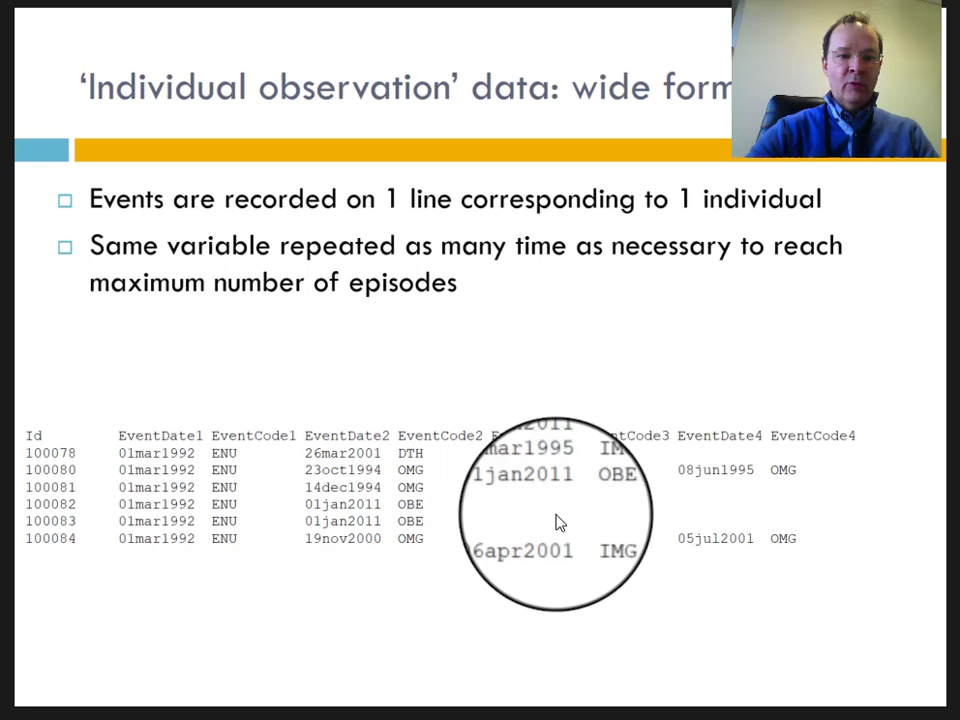 ‘Individual observation’ data: wide form
Events are recorded on 1 line corresponding to 1 individual
Same variable repeated as many time as necessary to reach
maximum number of episodes
Id EventDate1 EventCode1 EventDate2 EventCode2 EventDate4 EventCode4
100078 01mar1992 ENU 26mar2001 DTH
100080 01mar1992 ENU 23oct1994 OMG mar1995 08jun1995 OMG
100081 01mar1992 ENU 14dec1994 OMG 1jan2011 OBE
100082 01mar1992 ENU 01jan2011 OBE
100083 01mar1992 ENU 01jan2011 OBE
100084 01mar1992 ENU 19nov2000 OMG 6apr2001 IMG 05jul2001 OMG